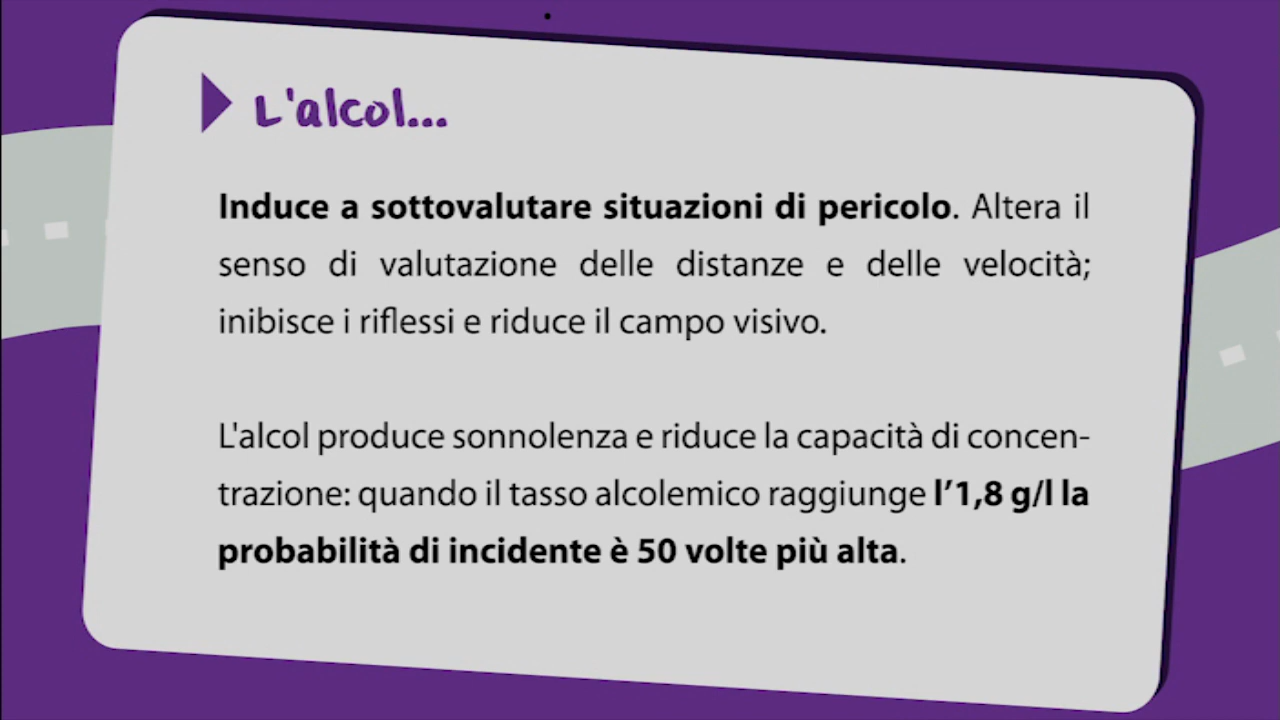 L'alcol...
Induce a sottovalutare situazioni di pericolo. Altera il
senso di valutazione delle distanze e delle velocità;
inibisce i riflessi e riduce il campo visivo.
L'alcol produce sonnolenza e riduce la capacità di concen-
trazione: quando il tasso alcolemico raggiunge l’1,8 g/l la
probabilità di incidente è 50 volte più alta.